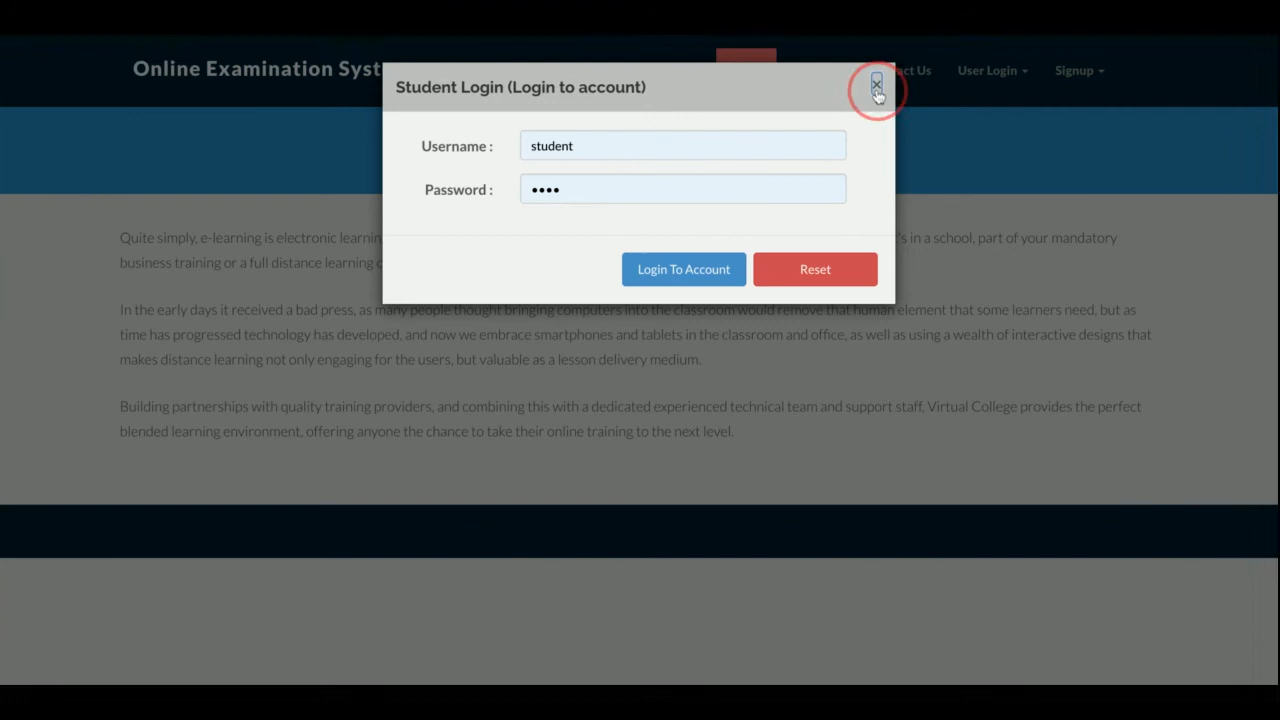 Online Examination Syst
act Us
User Login
Signup
Student Login (Login to account)
×
Username :
student
Password :
••••
Login To Account
Reset
Quite simply, e-learning is electronic learnin 's in a school, part of your mandatory
business training or a full distance learning
In the early days it received a bad press, as many people thought bringing computers into the classroom would remove that human element that some learners need, but as
time has progressed technology has developed, and now we embrace smartphones and tablets in the classroom and office, as well as using a wealth of interactive designs that
makes distance learning not only engaging for the users, but valuable as a lesson delivery medium.
Building partnerships with quality training providers, and combining this with a dedicated experienced technical team and support staff, Virtual College provides the perfect
blended learning environment, offering anyone the chance to take their online training to the next level.